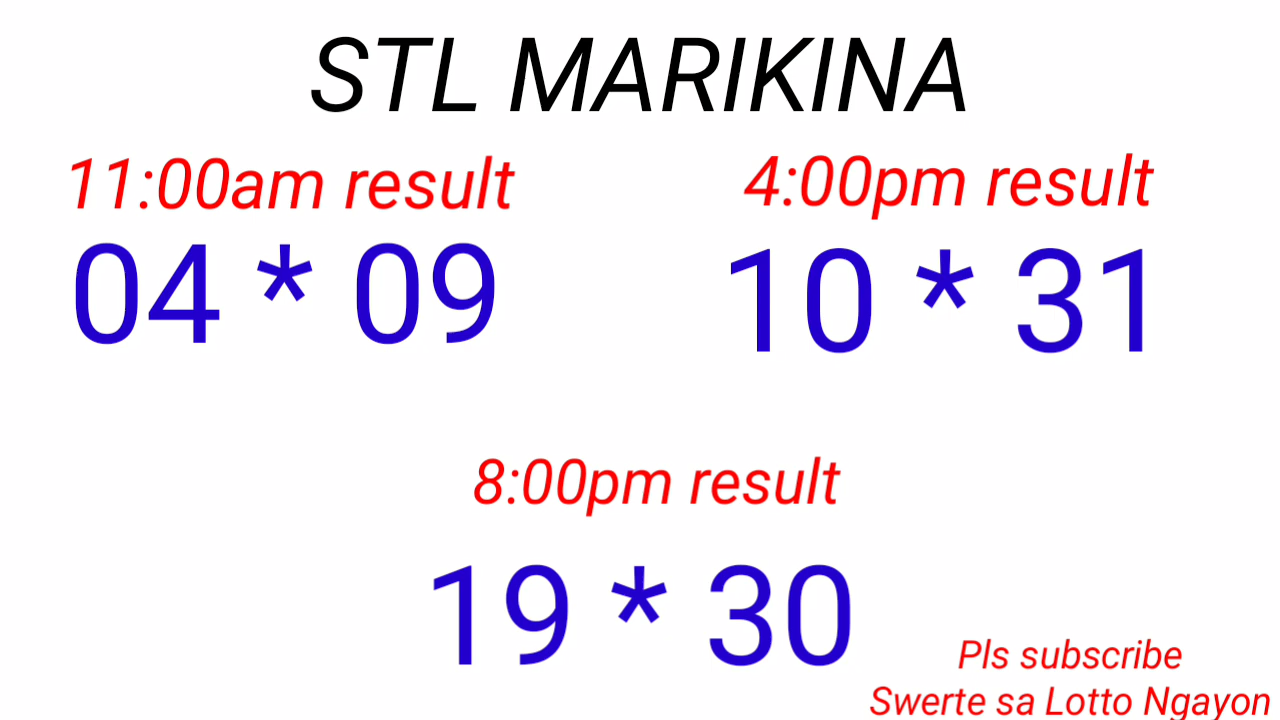 STL MARIKINA
11:00am result
04 * 09
4:00pm result
10 * 31
8:00pm result
19 * 30
Pls subscribe
Swerte sa Lotto Ngayon